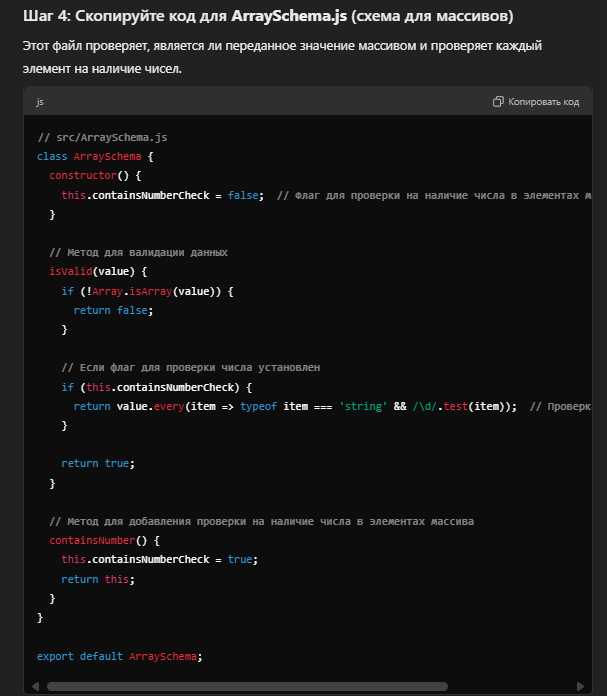 Шаг 4: Скопируйте код для ArraySchema.js (схема для массивов)
Этот файл проверяет, является ли переданное значение массивом и проверяет каждый
элемент на наличие чисел.
js
Копировать код
// src/ArraySchema.js
class ArraySchema {
  constructor() {
    this.containsNumberCheck = false;  // Флаг для проверки на наличие числа в элементах
  }

  // Метод для валидации данных
  isValid(value) {
    if (!Array.isArray(value)) {
      return false;
    }

    // Если флаг для проверки числа установлен
    if (this.containsNumberCheck) {
      return value.every(item => typeof item === 'string' && /\d/.test(item));  //
    }

    return true;
  }

  // Метод для добавления проверки на наличие числа в элементах массива
  containsNumber() {
    this.containsNumberCheck = true;
    return this;
  }
}

export default ArraySchema;